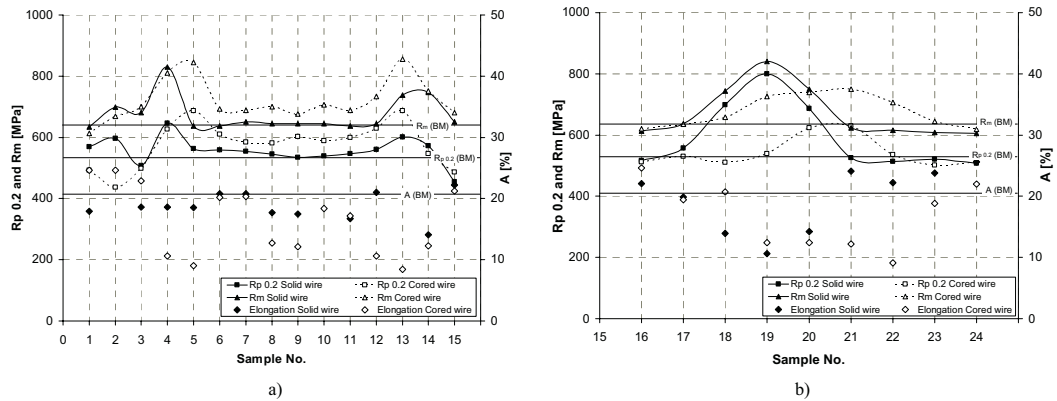 1000
800
600
400
200
0
Rp 0.2 and Rm [MPa]
50
40
30
20
10
0
A [%]
Rm (BM)
Rp 0.2 (BM)
A (BM)
Rp 0.2 Solid wire
Rp 0.2 Cored wire
Rm Solid wire
Rm Cored wire
Elongation Solid wire
Elongation Cored wire
0 1 2 3 4 5 6 7 8 9 10 11 12 13 14 15
Sample No.
a)
1000
800
600
400
200
0
Rp 0.2 and Rm [MPa]
50
40
30
20
10
0
A [%]
Rm (BM)
Rp 0.2 (BM)
A (BM)
Rp 0.2 Solid wire
Rp 0.2 Cored wire
Rm Solid wire
Rm Cored wire
Elongation Solid wire
Elongation Cored wire
15 16 17 18 19 20 21 22 23 24
Sample No.
b)